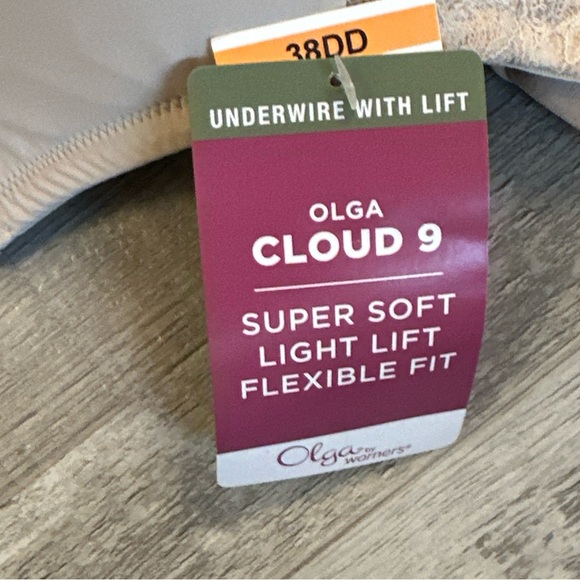 38DD
UNDERWIRE WITH LIFT
OLGA
CLOUD 9
SUPER SOFT
LIGHT LIFT
FLEXIBLE FIT
Olga® BY
warners®